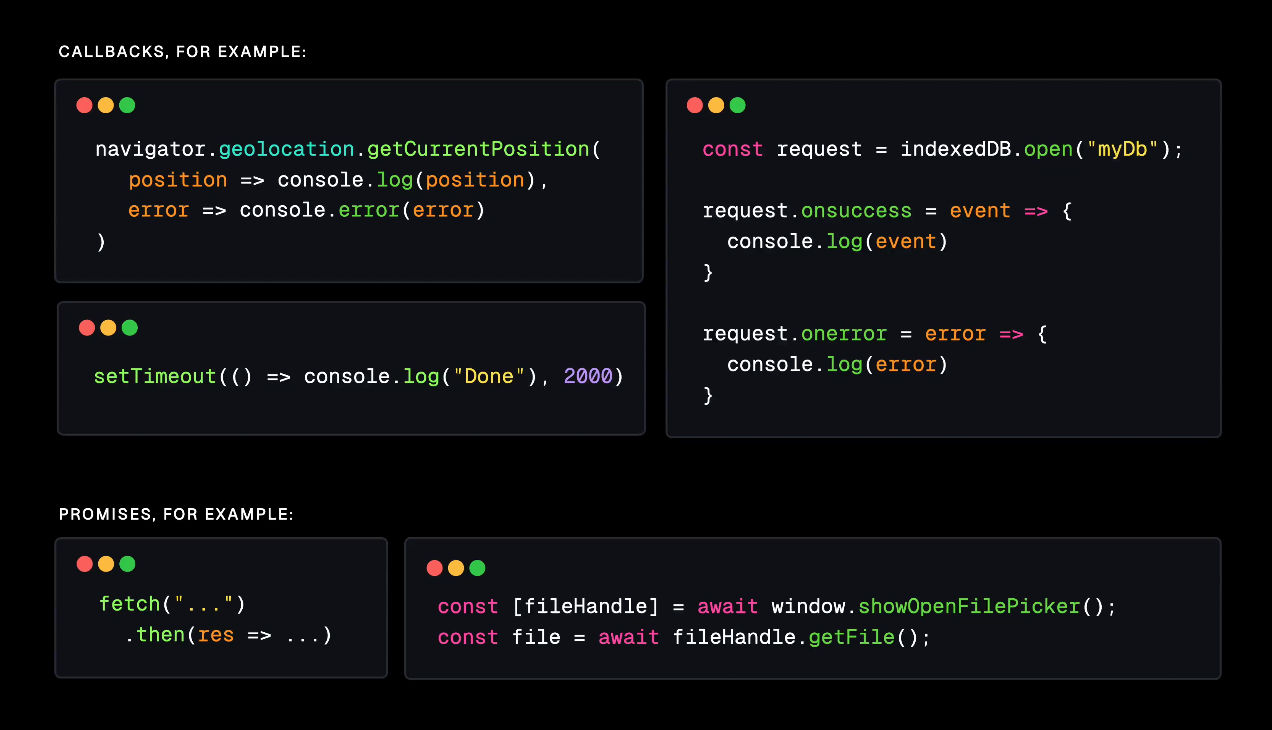 CALLBACKS, FOR EXAMPLE:
navigator.geolocation.getCurrentPosition(
position => console.log(position),
error => console.error(error)
)
setTimeout(() => console.log("Done"), 2000)
const request = indexedDB.open("myDb");
request.onsuccess = event => {
console.log(event)
}
request.onerror = error => {
console.log(error)
}
PROMISES, FOR EXAMPLE:
fetch("...")
.then(res => ...)
const [fileHandle] = await window.showOpenFilePicker();
const file = await fileHandle.getFile();